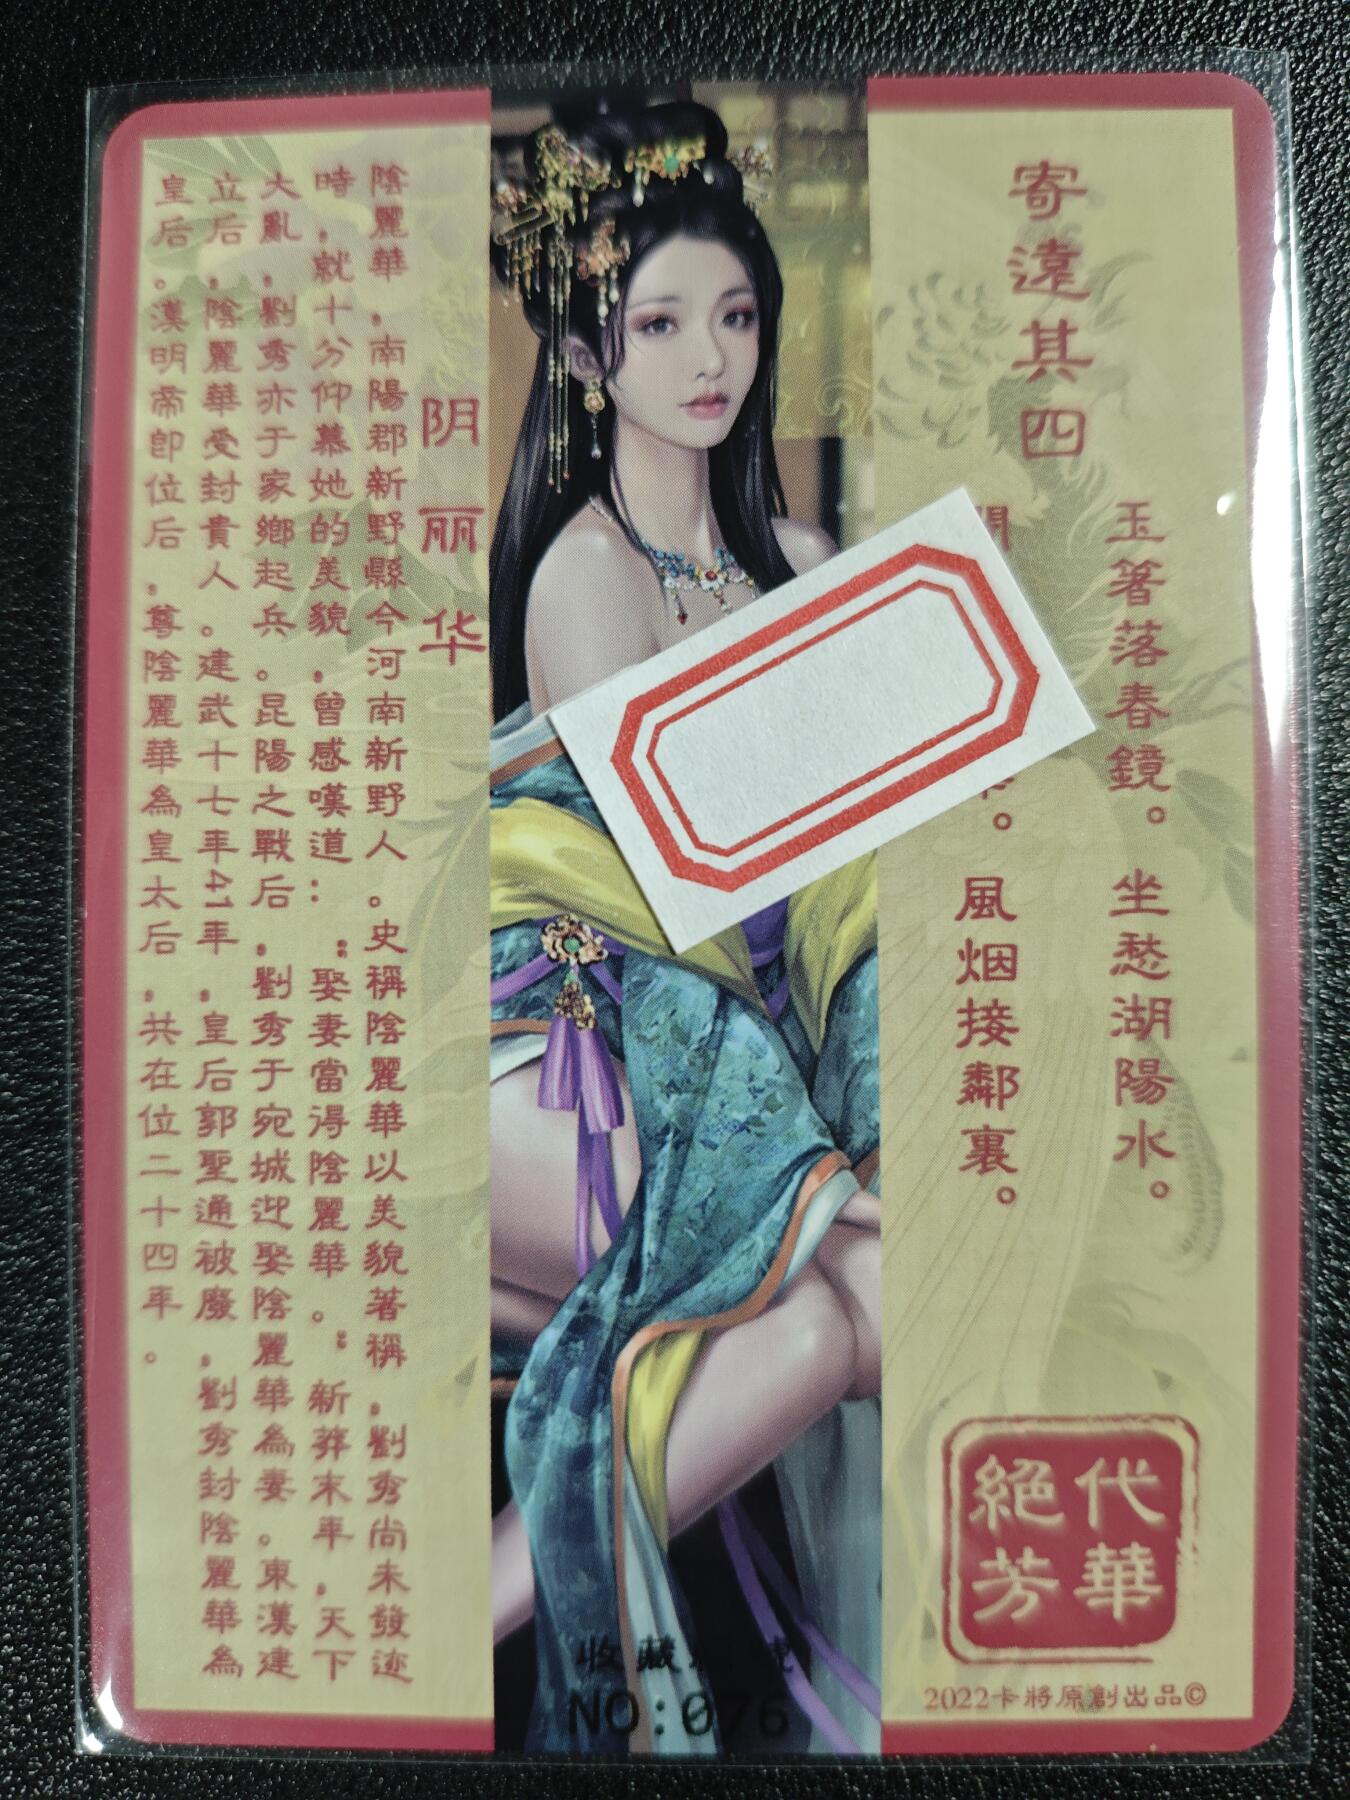 寄遠其四
玉箸落春鏡。坐愁湖陽水。
風烟接鄰裏。
代華
絕芳
2022卡將原創出品©
阴丽华
陰麗華,南陽郡新野縣今河南新野人。史稱陰麗華以美貌著稱,劉秀尚未發迹
時,就十分仰慕她的美貌,曾感嘆道:“娶妻當得陰麗華。”新莽末年,天下
大亂,劉秀亦于家鄉起兵。昆陽之戰后,劉秀于宛城迎娶陰麗華為妻。東漢建
立后,陰麗華受封貴人。建武十七年41年,皇后郭聖通被廢,劉秀封陰麗華為
皇后。漢明帝卽位后,尊陰麗華為皇太后,共在位二十四年。
收藏 號
NO:076